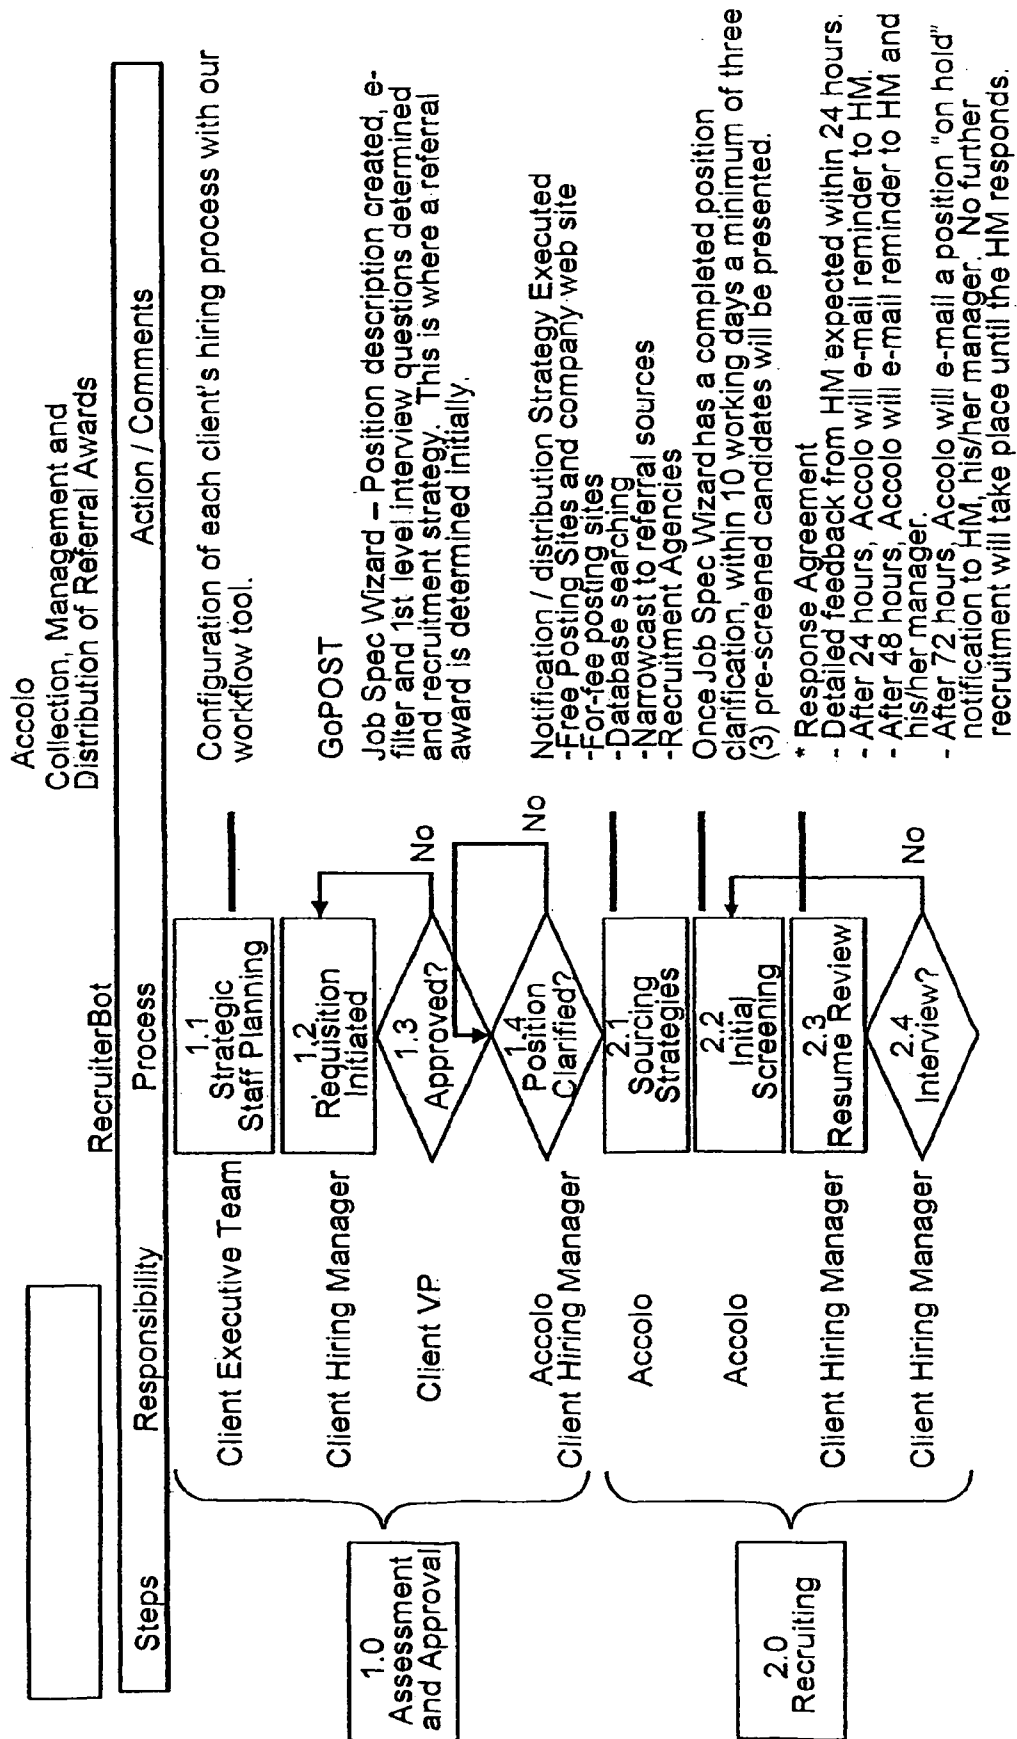 Accolo
Collection, Management and
Distribution of Referral Awards
RecruiterBot
Steps
Responsibility
Process
Action / Comments
1.0
Assessment
and Approval
Client Executive Team
1.1
Strategic
Staff Planning
Configuration of each client's hiring process with our
workflow tool.
Client Hiring Manager
1.2
Requisition
Initiated
GoPOST
Client VP
1.3
Approved?
No
Job Spec Wizard – Position description created, e-
filter and 1st level interview questions determined
and recruitment strategy. This is where a referral
award is determined initially.
Accolo
Client Hiring Manager
1.4
Position
Clarified?
No
2.0
Recruiting
Accolo
2.1
Sourcing
Strategies
Notification / distribution Strategy Executed
-Free Posting Sites and company web site
-For-fee posting sites
-Database searching
-Narrowcast to referral sources
-Recruitment Agencies
Accolo
2.2
Initial
Screening
Once Job Spec Wizard has a completed position
clarification, within 10 working days a minimum of three
(3) pre-screened candidates will be presented.
Client Hiring Manager
2.3
Resume Review
* Response Agreement
- Detailed feedback from HM expected within 24 hours.
- After 24 hours, Accolo will e-mail reminder to HM.
- After 48 hours, Accolo will e-mail reminder to HM and
his/her manager.
- After 72 hours, Accolo will e-mail a position "on hold"
notification to HM, his/her manager. No further
recruitment will take place until the HM responds.
Client Hiring Manager
2.4
Interview?
No